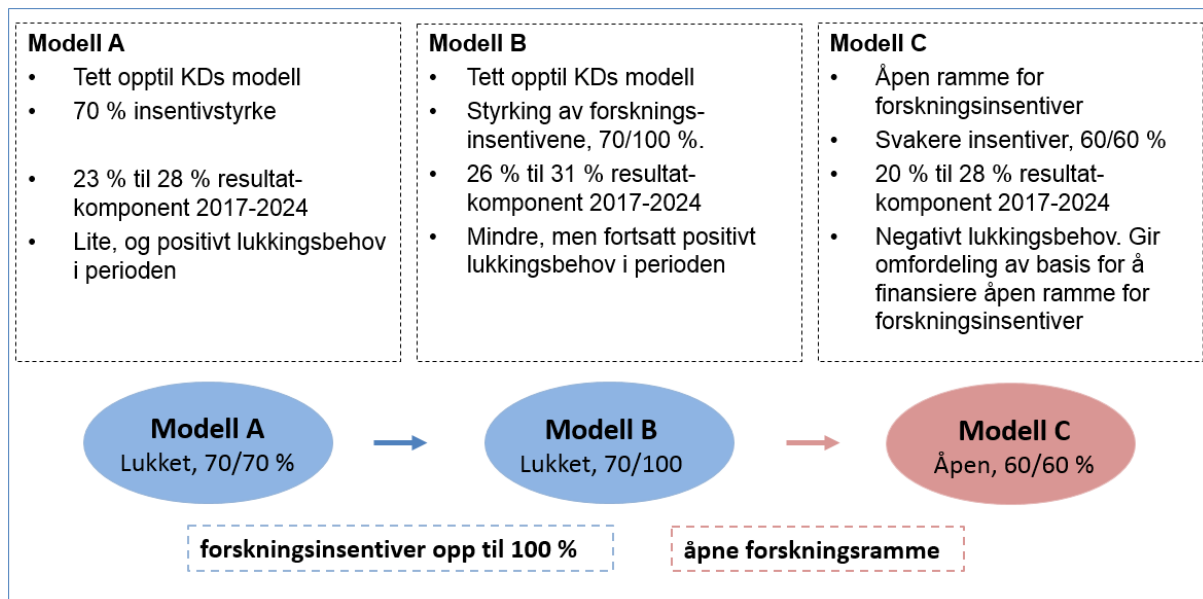 Modell A
• Tett opptil KDs modell
• 70 % insentivstyrke
• 23 % til 28 % resultat-
komponent 2017-2024
• Lite, og positivt lukkingsbehov
i perioden
Modell B
• Tett opptil KDs modell
• Styrking av forsknings-
insentivene, 70/100 %.
• 26 % til 31 % resultat-
komponent 2017-2024
• Mindre, men fortsatt positivt
lukkingsbehov i perioden
Modell C
• Åpen ramme for
forskningsinsentiver
• Svakere insentiver, 60/60 %
• 20 % til 28 % resultat-
komponent 2017-2024
• Negativt lukkingsbehov. Gir
omfordeling av basis for å
finansiere åpen ramme for
forskningsinsentiver
Modell A
Lukket, 70/70 %
Modell B
Lukket, 70/100
Modell C
Åpen, 60/60 %
forskningsinsentiver opp til 100 %
åpne forskningsramme